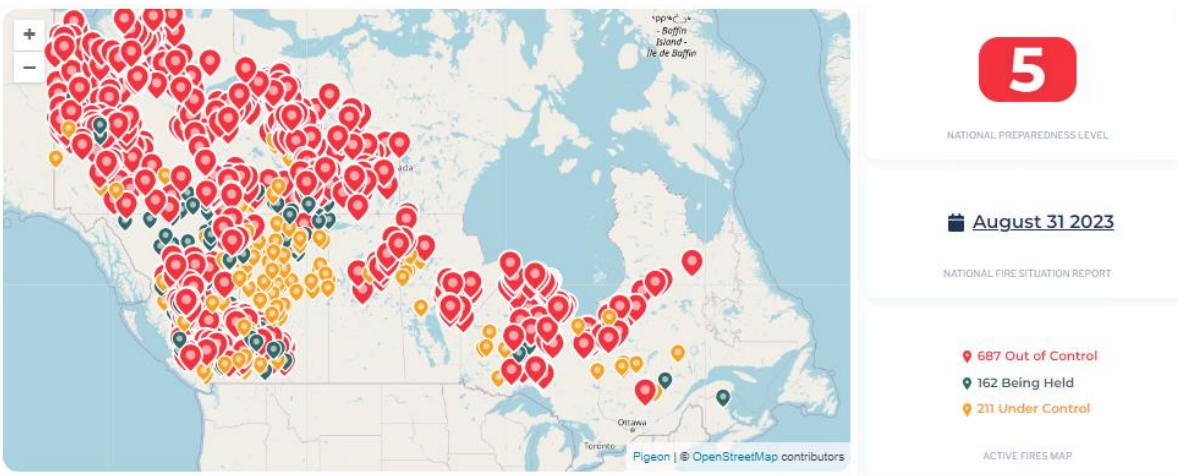 +
−
- Baffin
Island -
Île de Baffin
ada
Ottawa
Toronto
Pigeon | © OpenStreetMap contributors
5
NATIONAL PREPAREDNESS LEVEL
August 31 2023
NATIONAL FIRE SITUATION REPORT
687 Out of Control
162 Being Held
211 Under Control
ACTIVE FIRES MAP